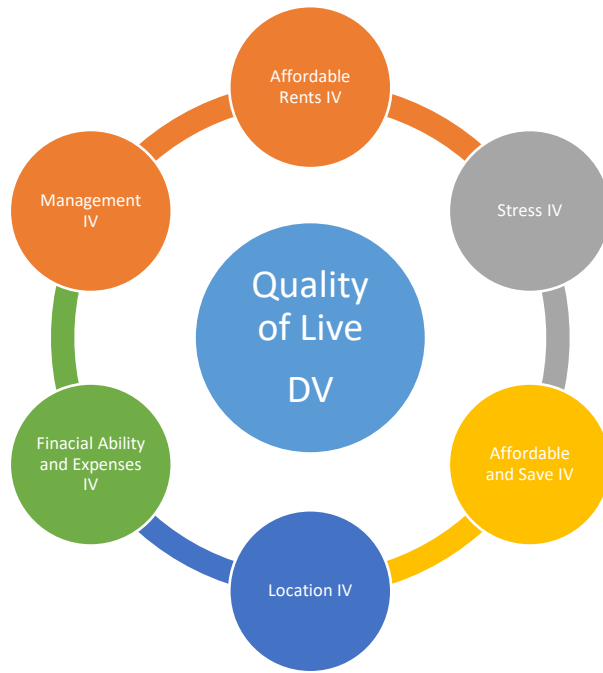 Affordable
Rents IV
Stress IV
Affordable
and Save IV
Location IV
Finacial Ability
and Expenses
IV
Management
IV
Quality
of Live
DV